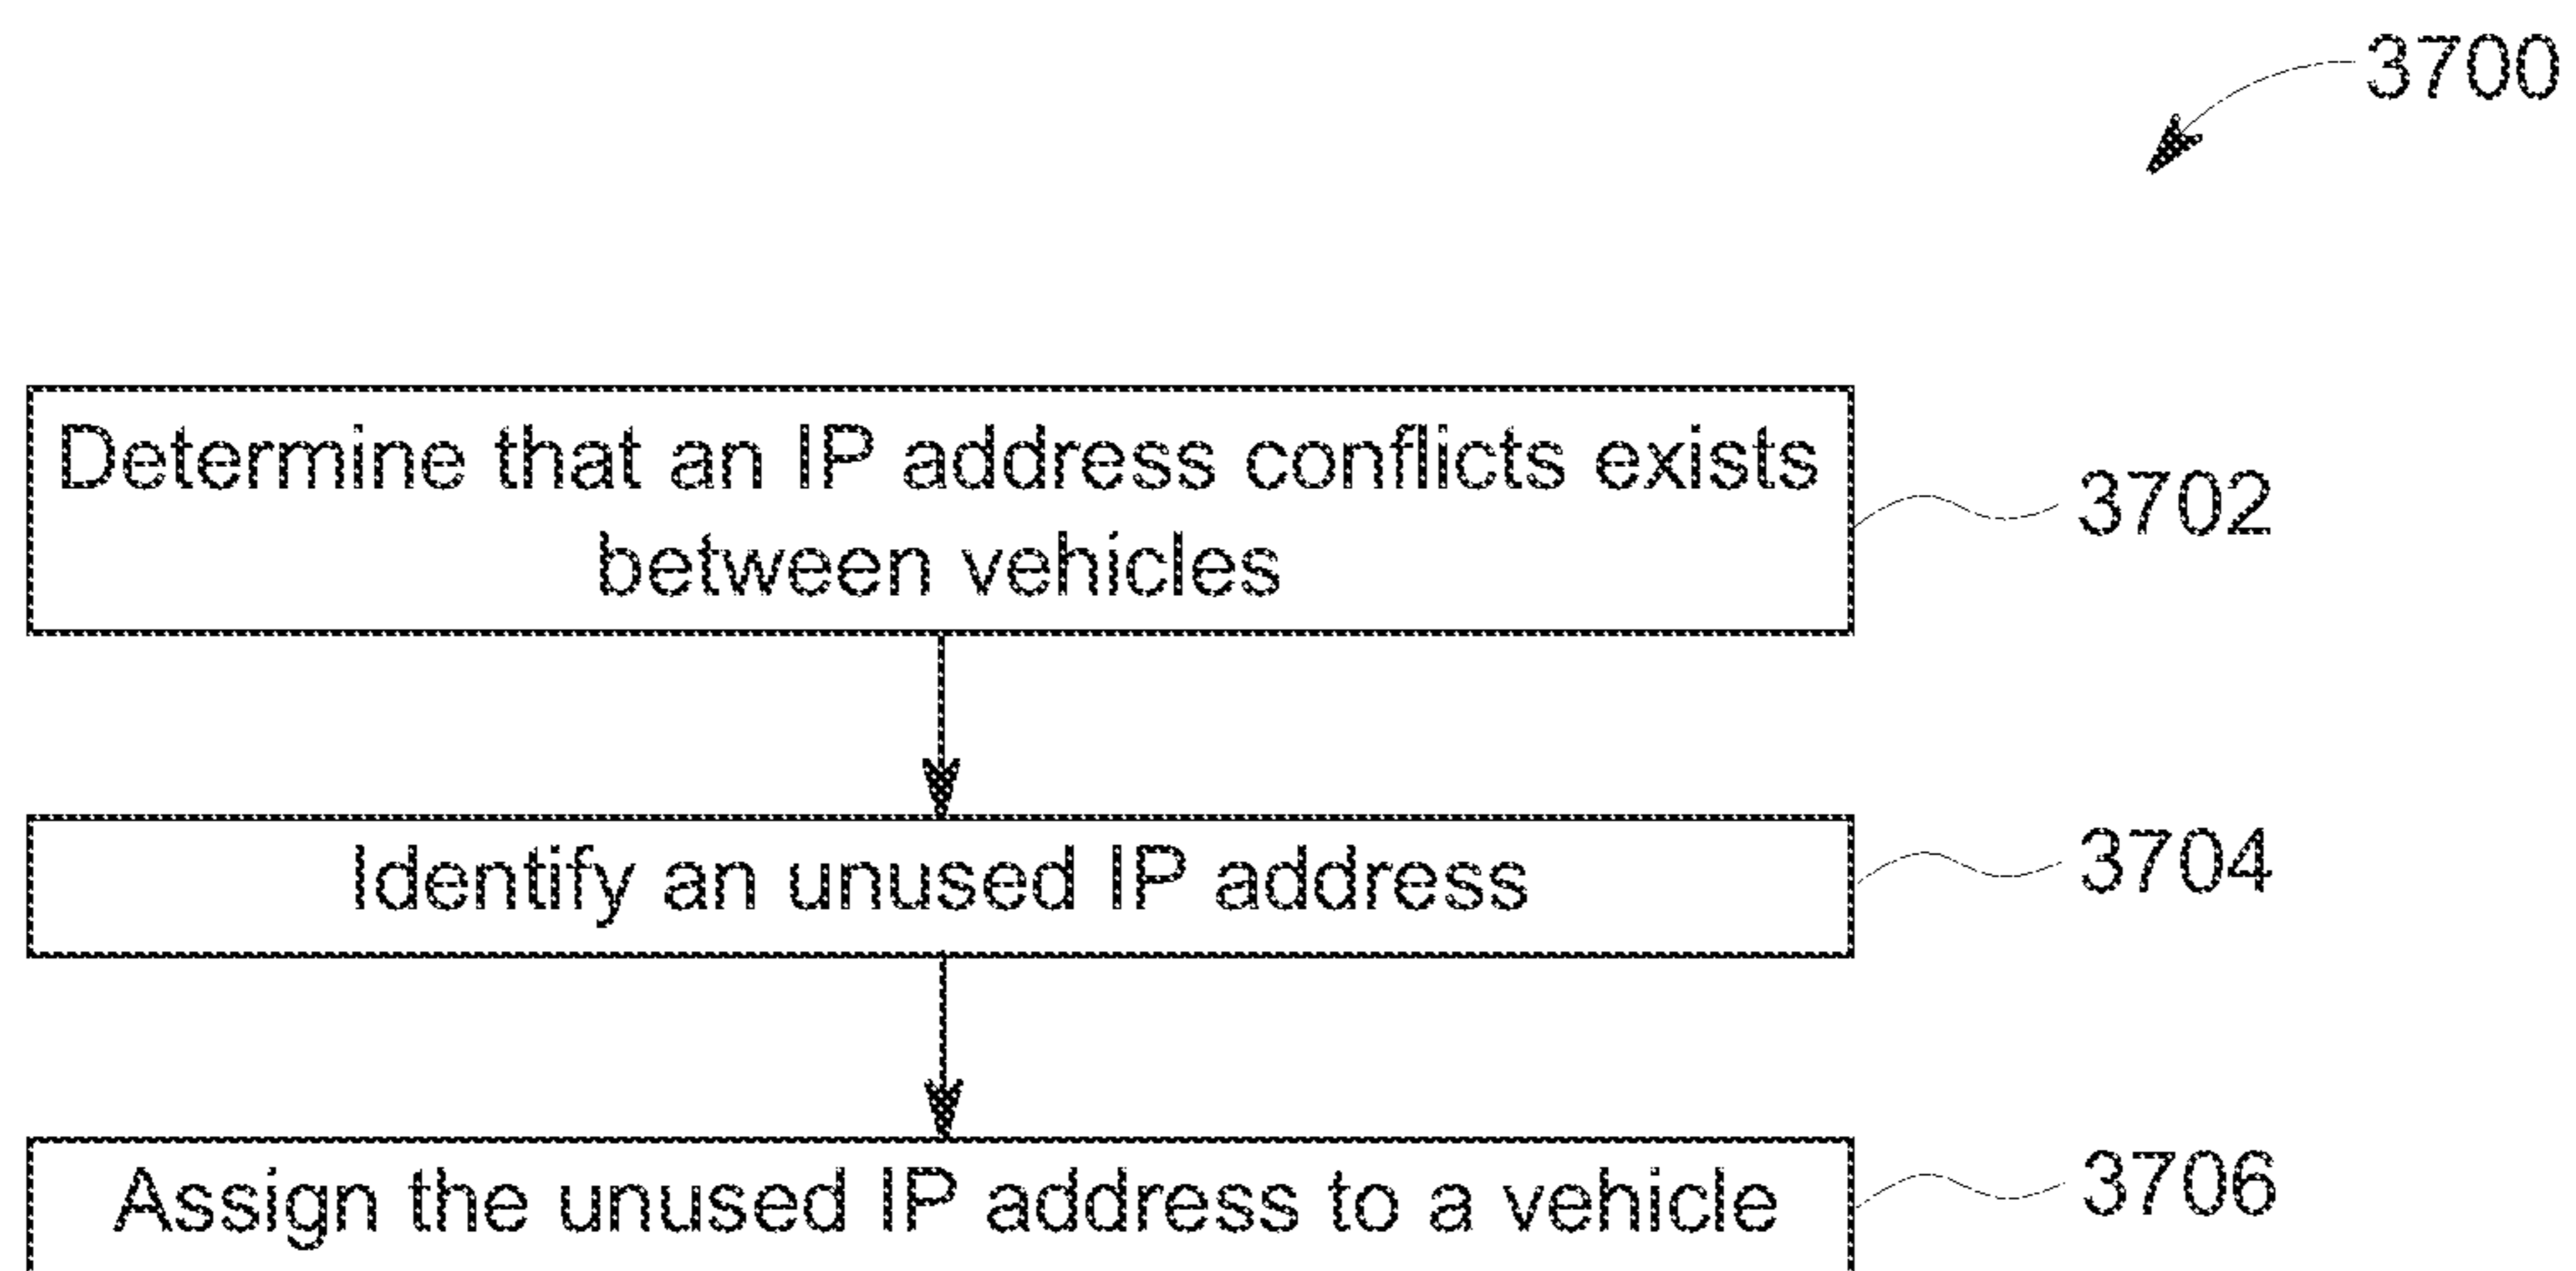 3700
Determine that an IP address conflicts exists
between vehicles
3702
Identify an unused IP address
3704
Assign the unused IP address to a vehicle
3706